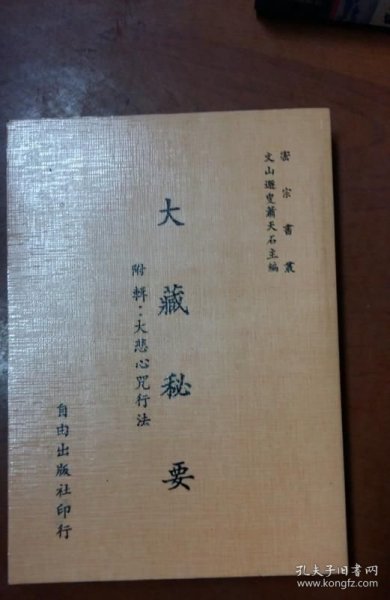 密宗書叢
文山遯叟蕭天石主編
大藏秘要
附輯：大悲心咒行法
自由出版社印行
孔夫子旧书网
www.kongfz.com